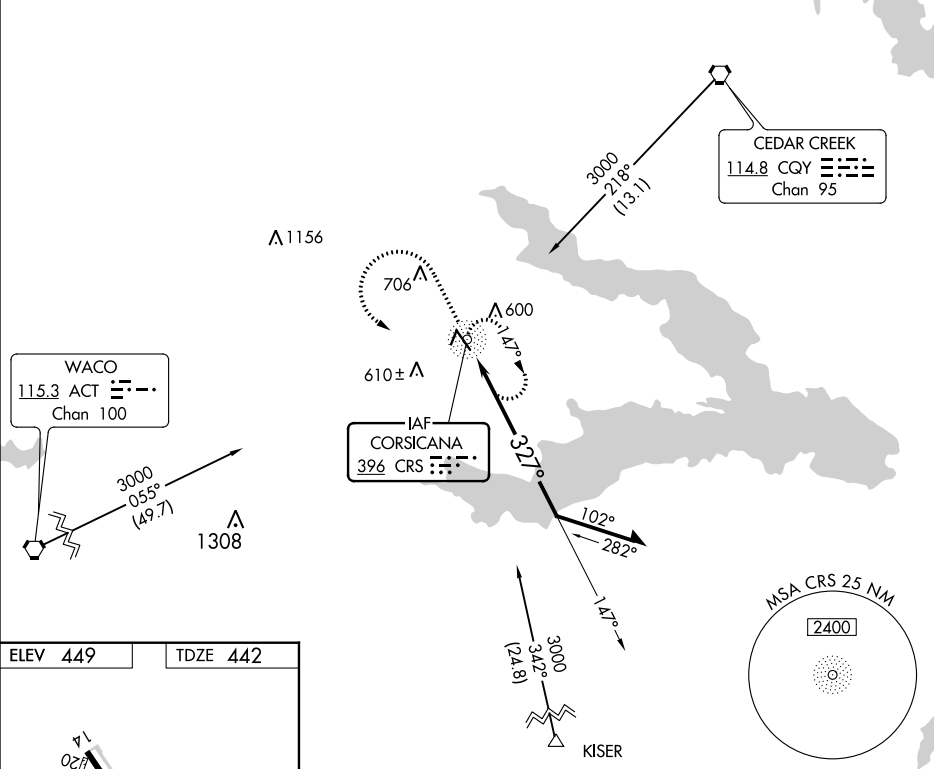 CEDAR CREEK
114.8 CQY
Chan 95
3000
218°
(13.1)
1156
706
600
147°
610±
WACO
115.3 ACT
Chan 100
IAF
CORSICANA
396 CRS
327°
3000
055°
(49.7)
1308
102°
282°
147°
MSA CRS 25 NM
2400
3000
342°
(24.8)
KISER
ELEV 449
TDZE 442
14